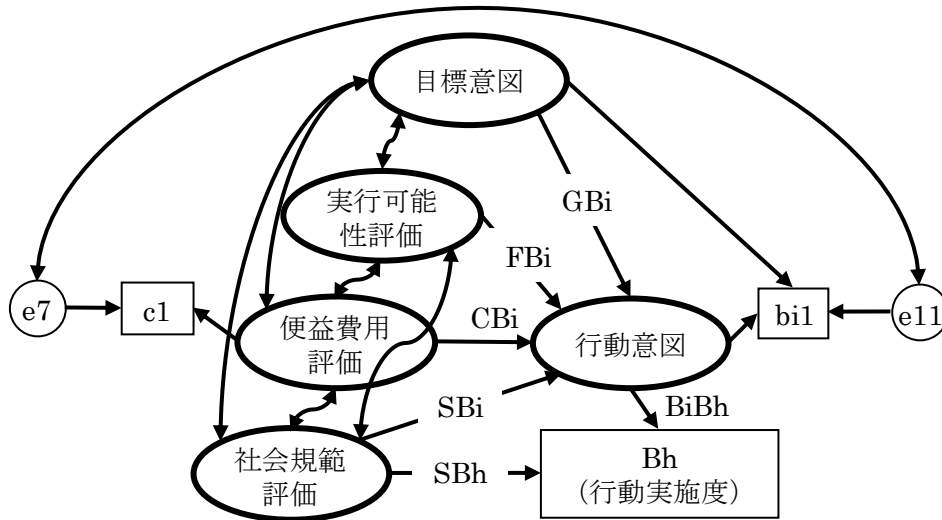 目標意図
実行可能
性評価
GBi
FBi
e7
c1
便益費用
評価
CBi
行動意図
bi1
e11
SBi
BiBh
社会規範
評価
SBh
Bh
（行動実施度）